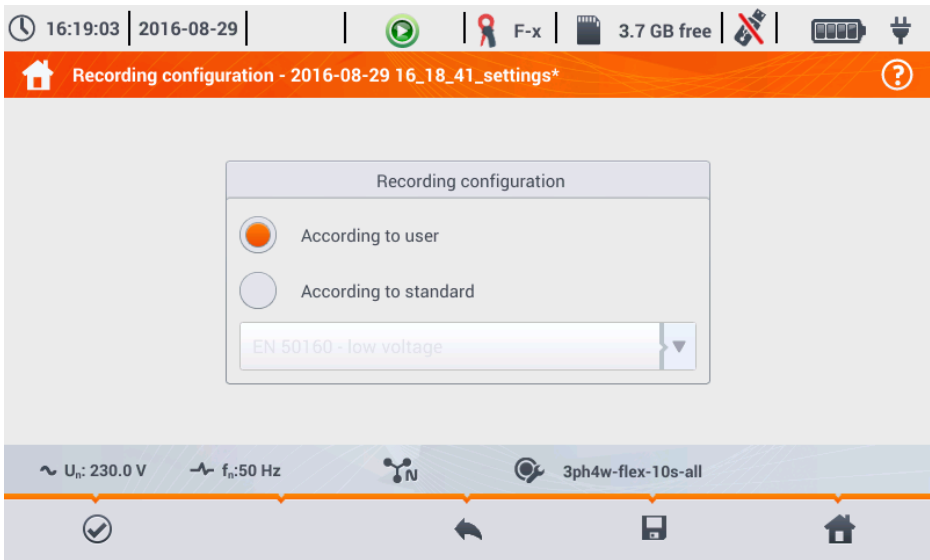 16:19:03 2016-08-29 F-x 3.7 GB free
Recording configuration - 2016-08-29 16_18_41_settings* ?
Recording configuration
According to user
According to standard
EN 50160 - low voltage
Un: 230.0 V fn:50 Hz N 3ph4w-flex-10s-all